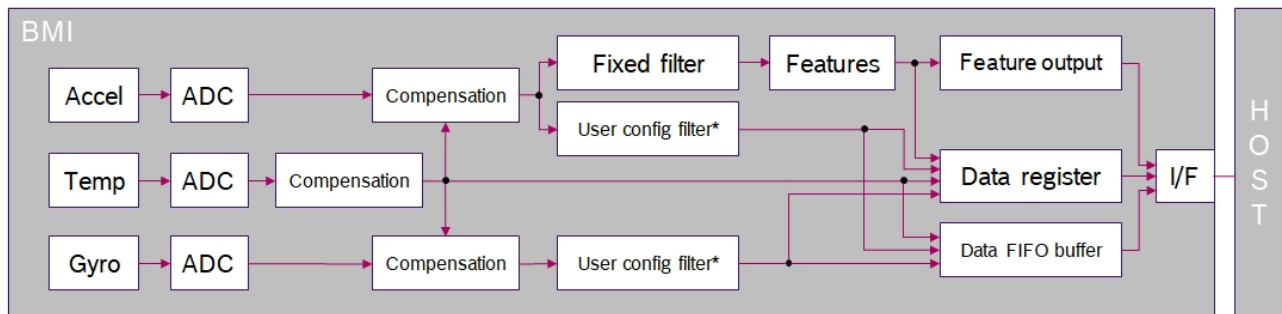 BMI
Accel
ADC
Compensation
Fixed filter
Features
Feature output
User config filter*
Temp
ADC
Compensation
Data register
I/F
Gyro
ADC
Compensation
User config filter*
Data FIFO buffer
H
O
S
T